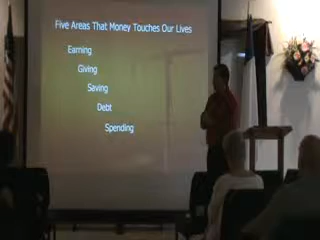 Five Areas That Money Touches Our Lives
Earning
Giving
Saving
Debt
Spending